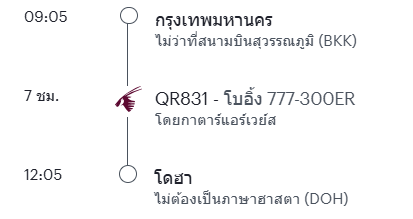 09:05
กรุงเทพมหานคร
ไม่ว่าที่สนามบินสุวรรณภูมิ (BKK)
7 ชม.
QR831 - โบอิ้ง 777-300ER
โดยกาตาร์แอร์เวย์ส
12:05
โดฮา
ไม่ต้องเป็นภาษาฮาสตา (DOH)